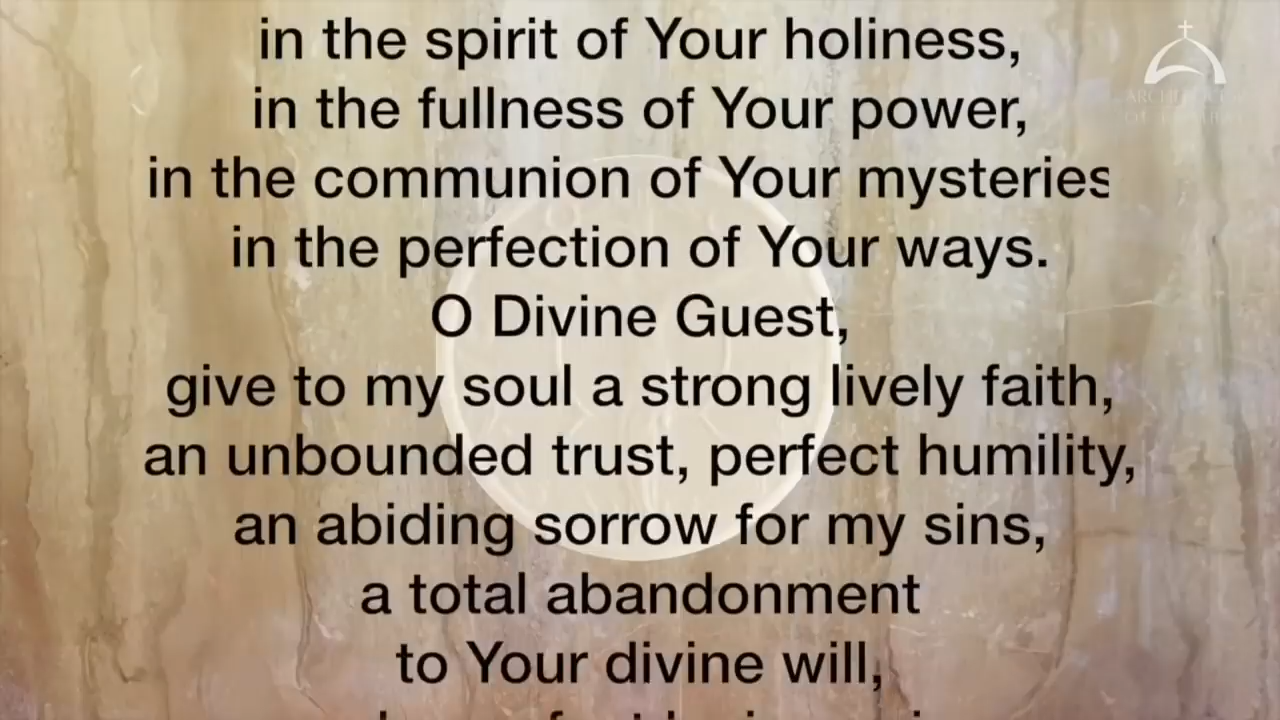 in the spirit of Your holiness,
in the fullness of Your power,
in the communion of Your mysteries
in the perfection of Your ways.
O Divine Guest,
give to my soul a strong lively faith,
an unbounded trust, perfect humility,
an abiding sorrow for my sins,
a total abandonment
to Your divine will,